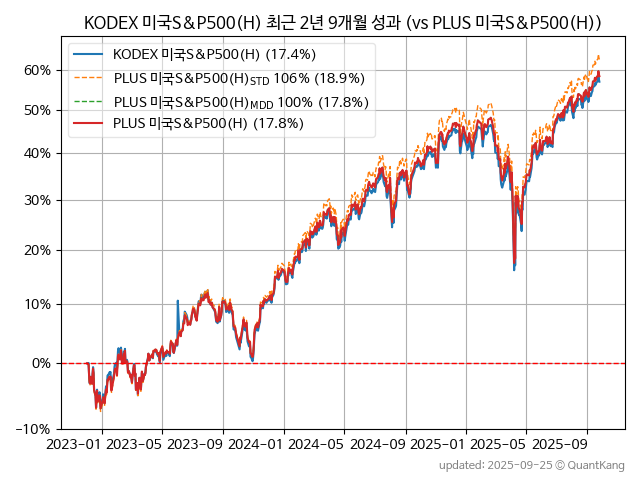 KODEX 미국S&P500(H) 최근 2년 9개월 성과 (vs PLUS 미국S&P500(H))
KODEX 미국S&P500(H) (17.4%)
PLUS 미국S&P500(H)STD 106% (18.9%)
PLUS 미국S&P500(H)MDD 100% (17.8%)
PLUS 미국S&P500(H) (17.8%)
60%
50%
40%
30%
20%
10%
0%
−10%
2023-01 2023-05 2023-09 2024-01 2024-05 2024-09 2025-01 2025-05 2025-09
updated: 2025-09-25 © QuantKang